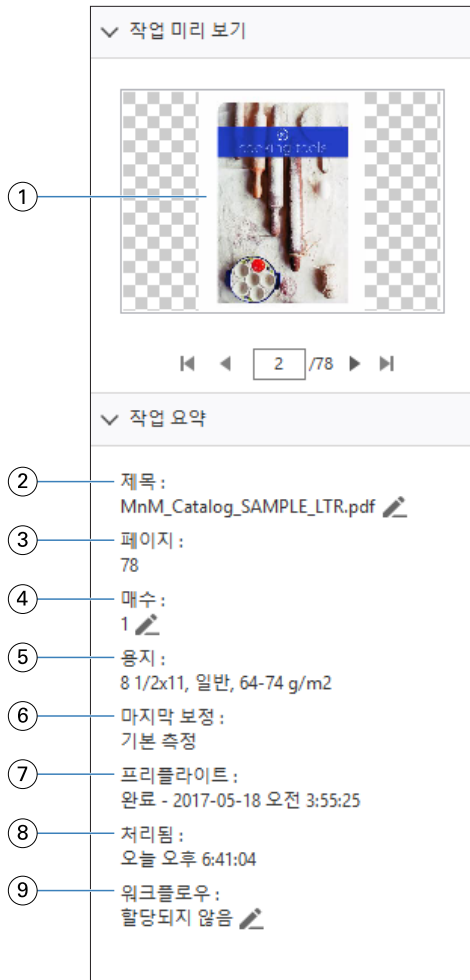 작업 미리 보기
cooking tools
①
2 /78
작업 요약
② 제목 :
MnM_Catalog_SAMPLE_LTR.pdf
③ 페이지 :
78
④ 매수 :
1
⑤ 용지 :
8 1/2x11, 일반, 64-74 g/m2
⑥ 마지막 보정 :
기본 측정
⑦ 프리플라이트 :
완료 - 2017-05-18 오전 3:55:25
⑧ 처리됨 :
오늘 오후 6:41:04
⑨ 워크플로우 :
할당되지 않음